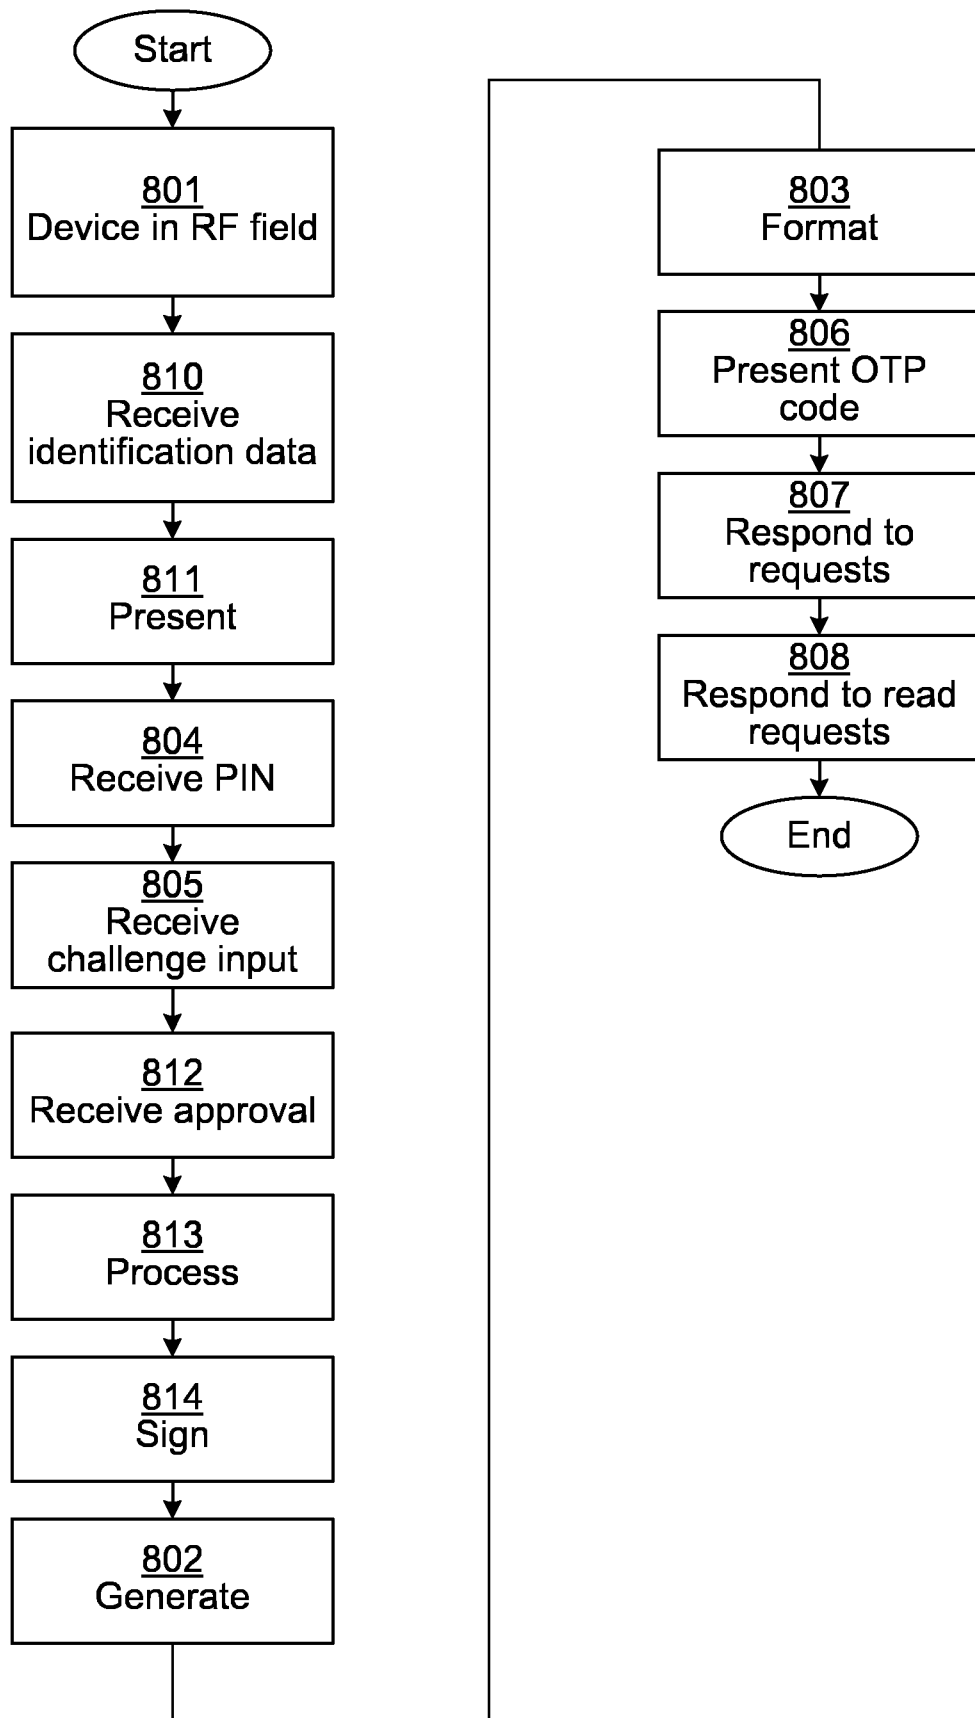 Start
801
Device in RF field
810
Receive
identification data
811
Present
804
Receive PIN
805
Receive
challenge input
812
Receive approval
813
Process
814
Sign
802
Generate
803
Format
806
Present OTP
code
807
Respond to
requests
808
Respond to read
requests
End